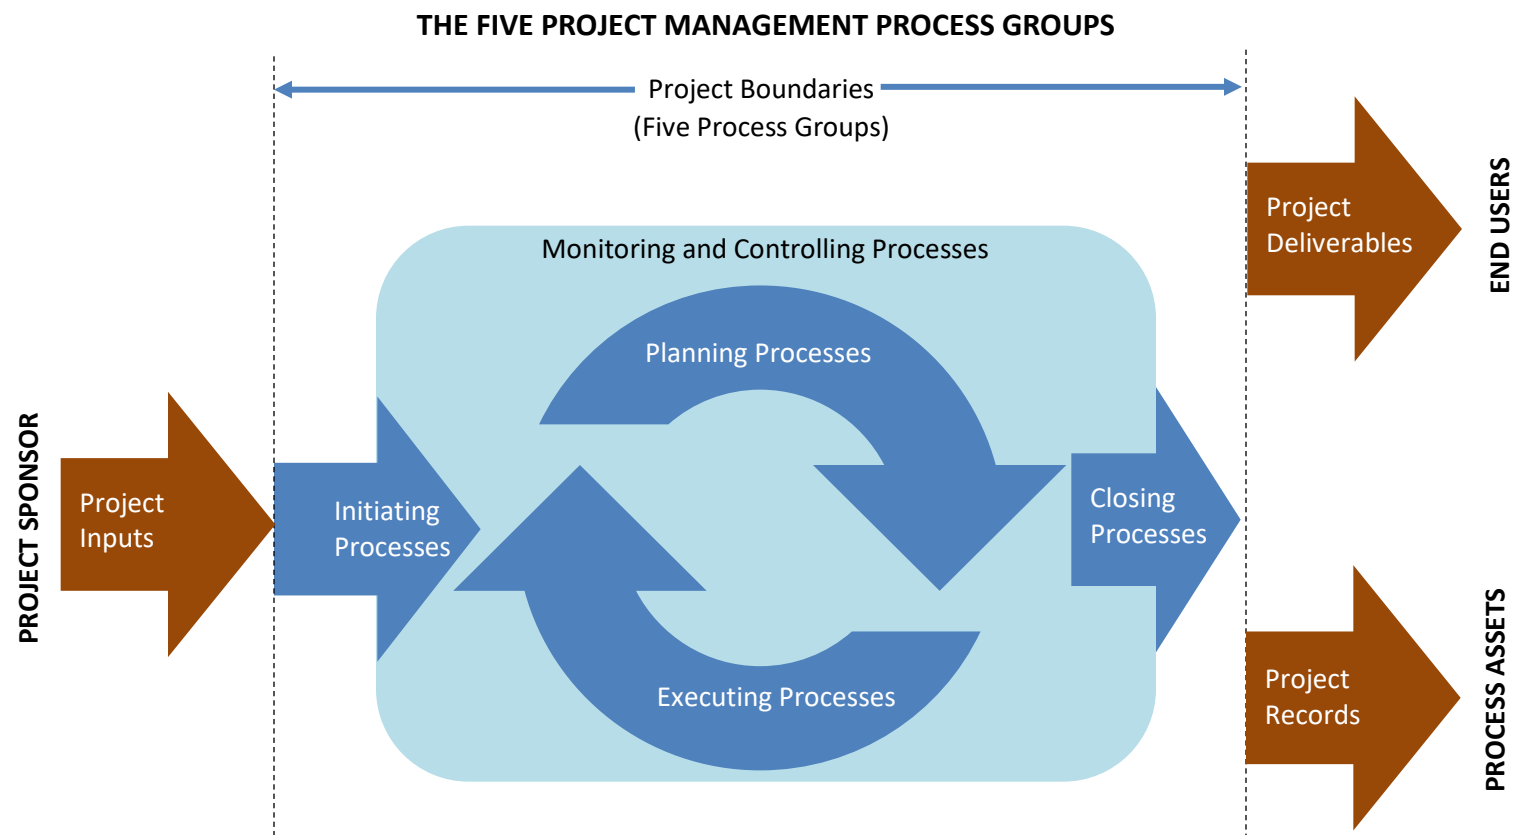 THE FIVE PROJECT MANAGEMENT PROCESS GROUPS
Project Boundaries
(Five Process Groups)
PROJECT SPONSOR
Project
Inputs
Monitoring and Controlling Processes
Planning Processes
Initiating
Processes
Executing Processes
Closing
Processes
Project
Deliverables
END USERS
Project
Records
PROCESS ASSETS